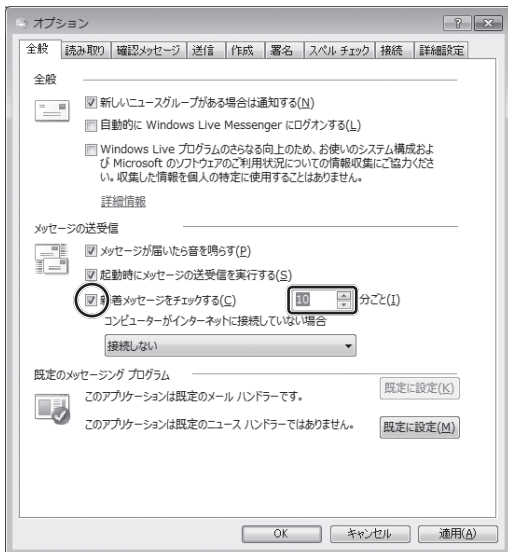 オプション
全般 読み取り 確認メッセージ 送信 作成 署名 スペル チェック 接続 詳細設定
全般
新しいニュースグループがある場合は通知する(N)
自動的に Windows Live Messenger にログオンする(L)
Windows Live プログラムのさらなる向上のため、お使いのシステム構成およ
び Microsoft のソフトウェアのご利用状況についての情報収集にご協力くださ
い。収集した情報を個人の特定に使用することはありません。
詳細情報
メッセージの送受信
メッセージが届いたら音を鳴らす(P)
起動時にメッセージの送受信を実行する(S)
新着メッセージをチェックする(C) 10 分ごと(I)
コンピューターがインターネットに接続していない場合
接続しない
既定のメッセージング プログラム
このアプリケーションは既定のメール ハンドラーです。 既定に設定(K)
このアプリケーションは既定のニュース ハンドラーではありません。 既定に設定(M)
OK キャンセル 適用(A)